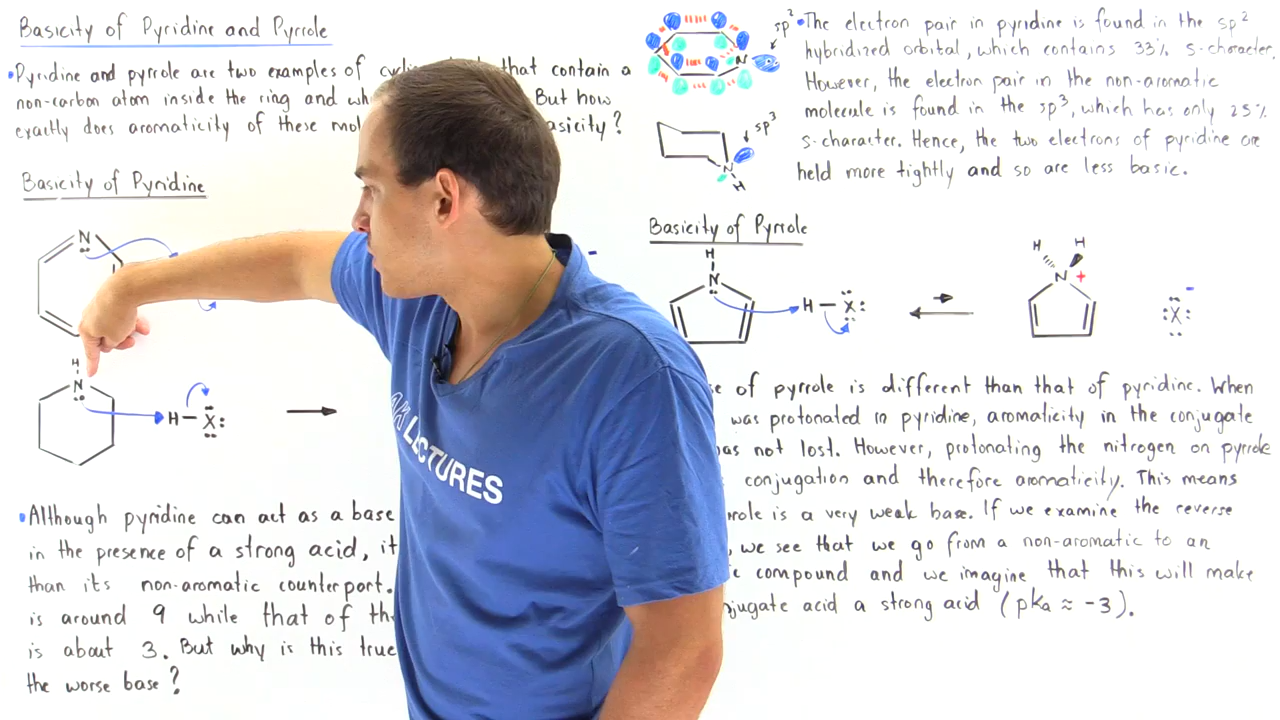 Basicity of Pyridine and Pyrrole
•Pyridine and pyrrole are two examples of that contain a
non-carbon atom inside the ring and But how
exactly does aromaticity of these
Basicity of Pyridine
N
H
N
H X
Although pyridine can act as a base
in the presence of a strong acid, it
than its non-aromatic counterpart.
is around 9 while that of
is about 3. But why is this true
the worse base?
LECTURES
sp2
N
sp3
N
H
•The electron pair in pyridine is found in the sp2
hybridized orbital, which contains 33% s-character.
However, the electron pair in the non-aromatic
molecule is found in the sp3, which has only 25%
s-character. Hence, the two electrons of pyridine are
held more tightly and so are less basic.
Basicity of Pyrrole
H
N
H — X
H H
N +
X -
of pyrrole is different than that of pyridine. When
was protonated in pyridine, aromaticity in the conjugate
not lost. However, protonating the nitrogen on pyrrole
conjugation and therefore aromaticity. This means
is a very weak base. If we examine the reverse
, we see that we go from a non-aromatic to an
compound and we imagine that this will make
acid a strong acid (pka ≈ -3).